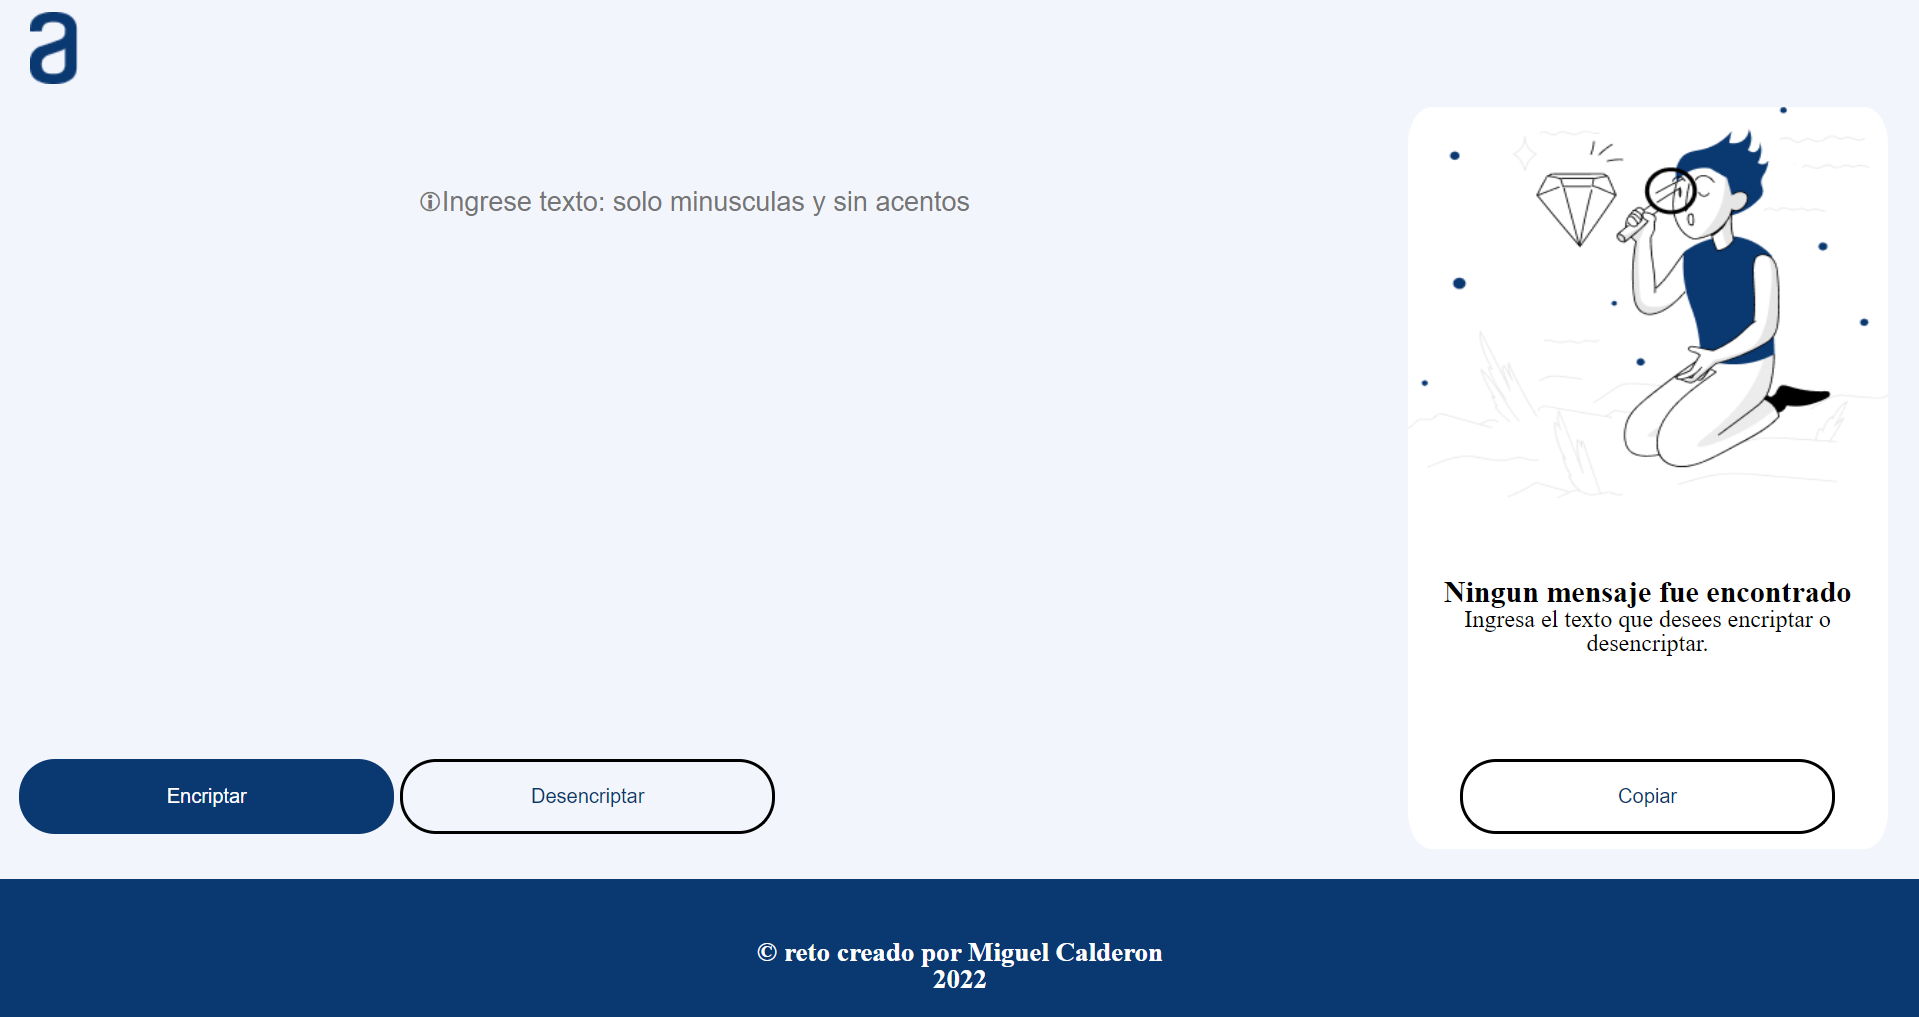 a
ⓘIngrese texto: solo minusculas y sin acentos
Ningun mensaje fue encontrado
Ingresa el texto que desees encriptar o
desencriptar.
Encriptar
Desencriptar
Copiar
© reto creado por Miguel Calderon
2022